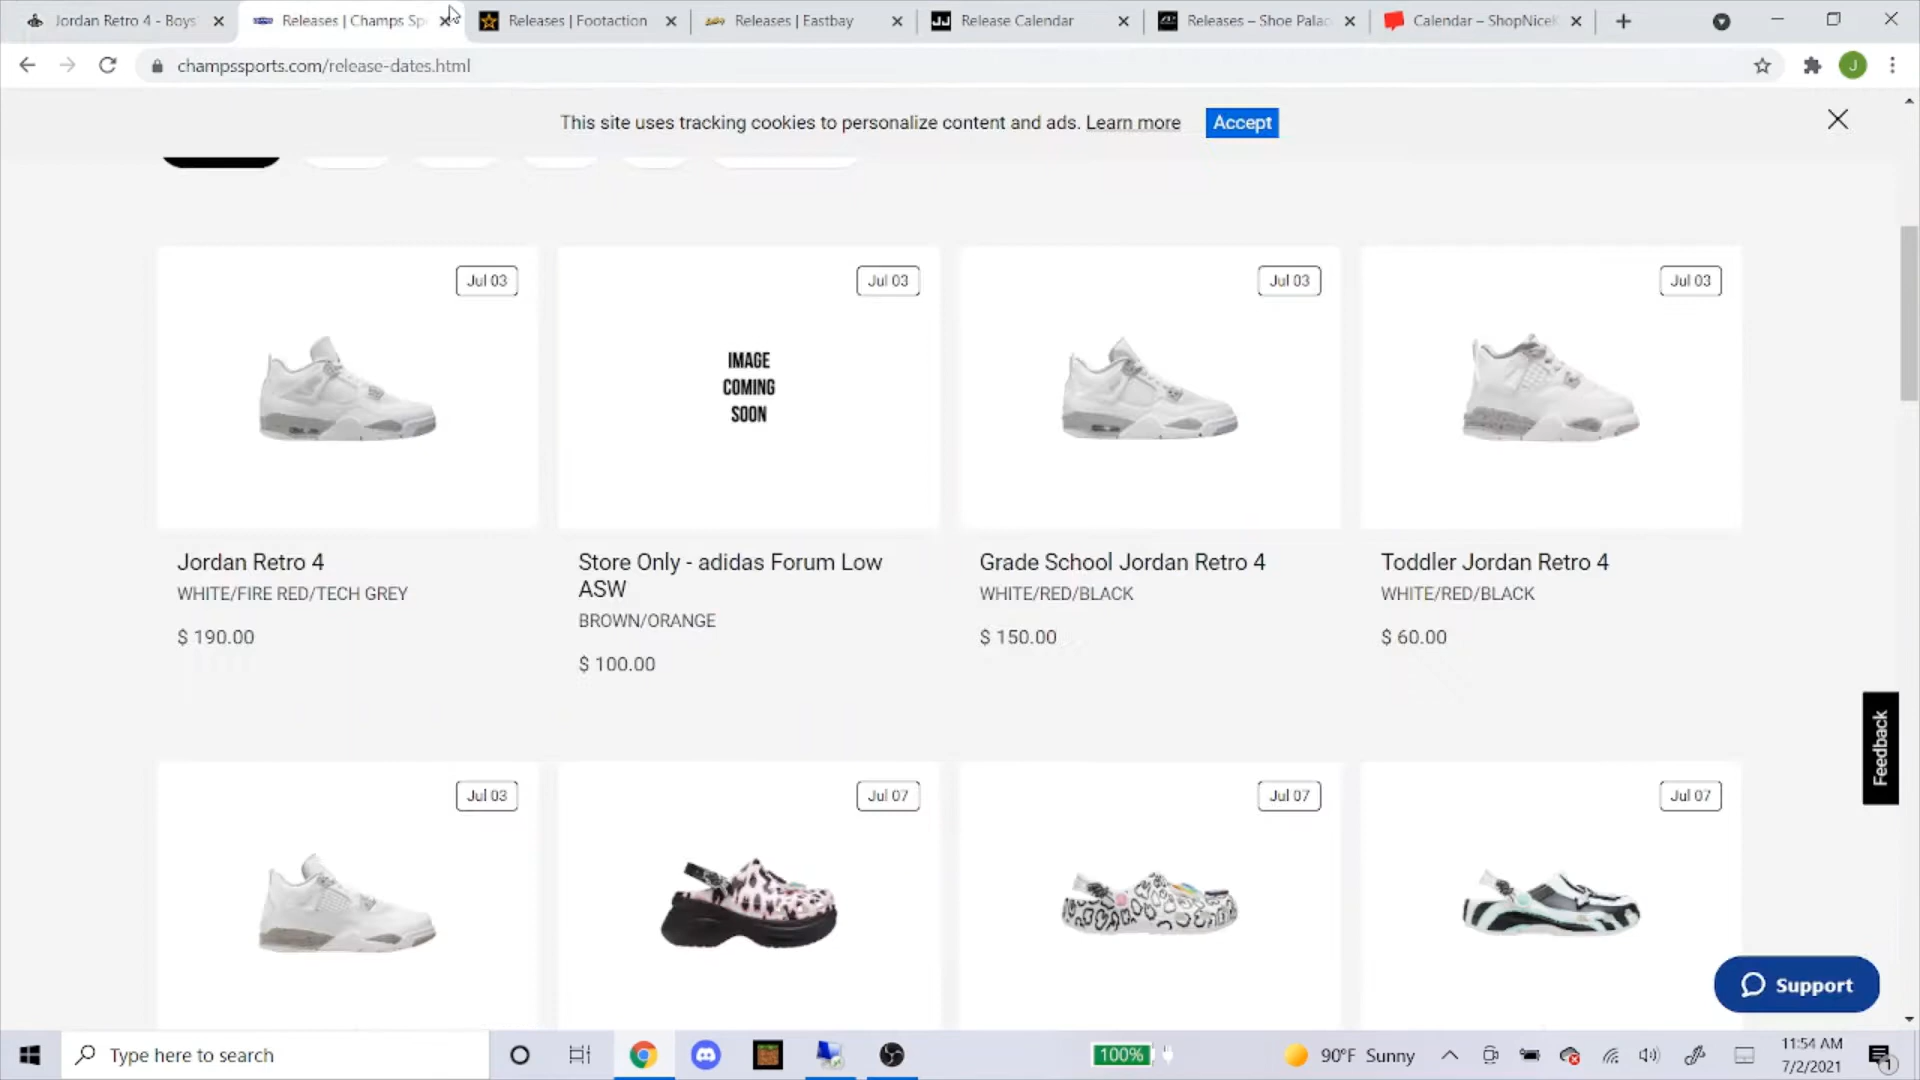 Jordan Retro 4 - Boys'
Releases | Champs Sp
Releases | Footaction
Releases | Eastbay
Release Calendar
Releases – Shoe Palac
Calendar – ShopNiceK
champssports.com/release-dates.html
J
This site uses tracking cookies to personalize content and ads. Learn more
Accept
Jul 03
Jul 03
Jul 03
Jul 03
IMAGE
COMING
SOON
Jordan Retro 4
WHITE/FIRE RED/TECH GREY
$ 190.00
Store Only - adidas Forum Low
ASW
BROWN/ORANGE
$ 100.00
Grade School Jordan Retro 4
WHITE/RED/BLACK
$ 150.00
Toddler Jordan Retro 4
WHITE/RED/BLACK
$ 60.00
Feedback
Jul 03
Jul 07
Jul 07
Jul 07
Support
Type here to search
100%
90°F Sunny
11:54 AM
7/2/2021
1